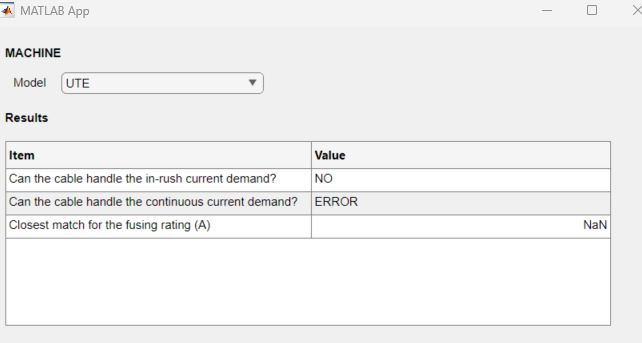 MATLAB App
MACHINE
Model UTE
Results
Item Value
Can the cable handle the in-rush current demand? NO
Can the cable handle the continuous current demand? ERROR
Closest match for the fusing rating (A) NaN